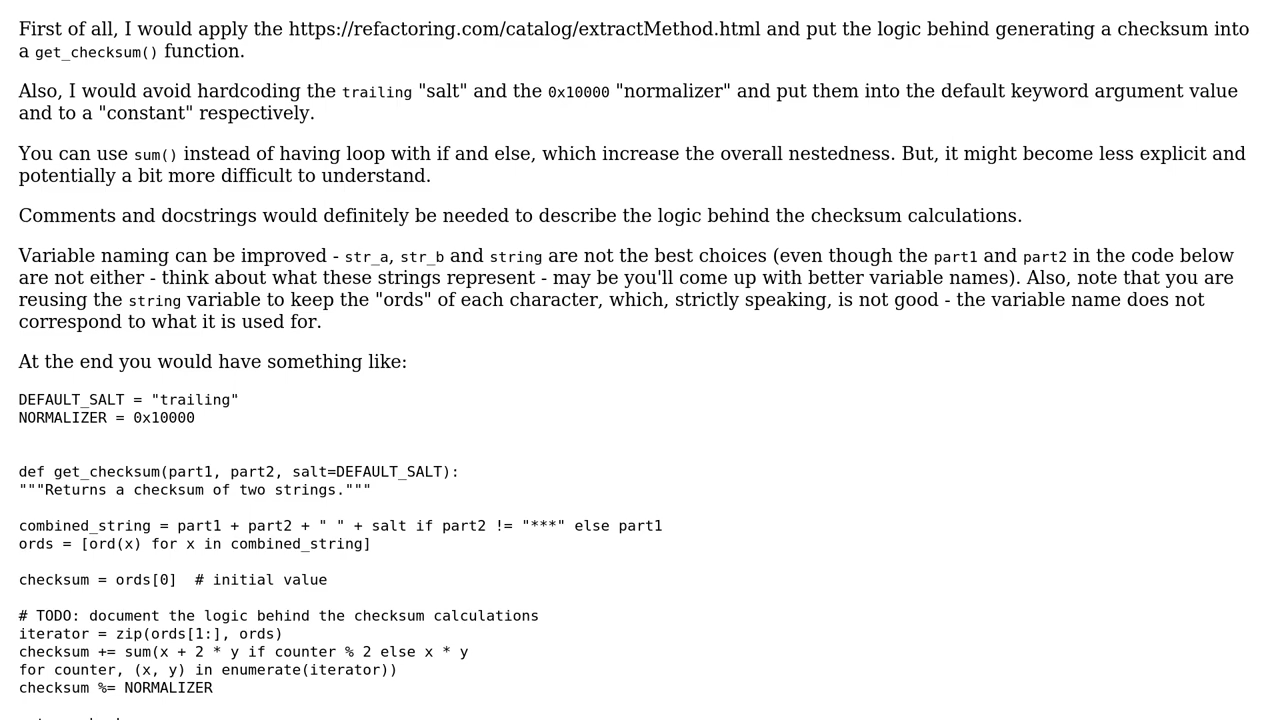 First of all, I would apply the https://refactoring.com/catalog/extractMethod.html and put the logic behind generating a checksum into
a get_checksum() function.
Also, I would avoid hardcoding the trailing "salt" and the 0x10000 "normalizer" and put them into the default keyword argument value
and to a "constant" respectively.
You can use sum() instead of having loop with if and else, which increase the overall nestedness. But, it might become less explicit and
potentially a bit more difficult to understand.
Comments and docstrings would definitely be needed to describe the logic behind the checksum calculations.
Variable naming can be improved - str_a, str_b and string are not the best choices (even though the part1 and part2 in the code below
are not either - think about what these strings represent - may be you'll come up with better variable names). Also, note that you are
reusing the string variable to keep the "ords" of each character, which, strictly speaking, is not good - the variable name does not
correspond to what it is used for.
At the end you would have something like:
DEFAULT_SALT = "trailing"
NORMALIZER = 0x10000
def get_checksum(part1, part2, salt=DEFAULT_SALT):
"""Returns a checksum of two strings."""
combined_string = part1 + part2 + " " + salt if part2 != "***" else part1
ords = [ord(x) for x in combined_string]
checksum = ords[0]  # initial value
# TODO: document the logic behind the checksum calculations
iterator = zip(ords[1:], ords)
checksum += sum(x + 2 * y if counter % 2 else x * y
for counter, (x, y) in enumerate(iterator))
checksum %= NORMALIZER